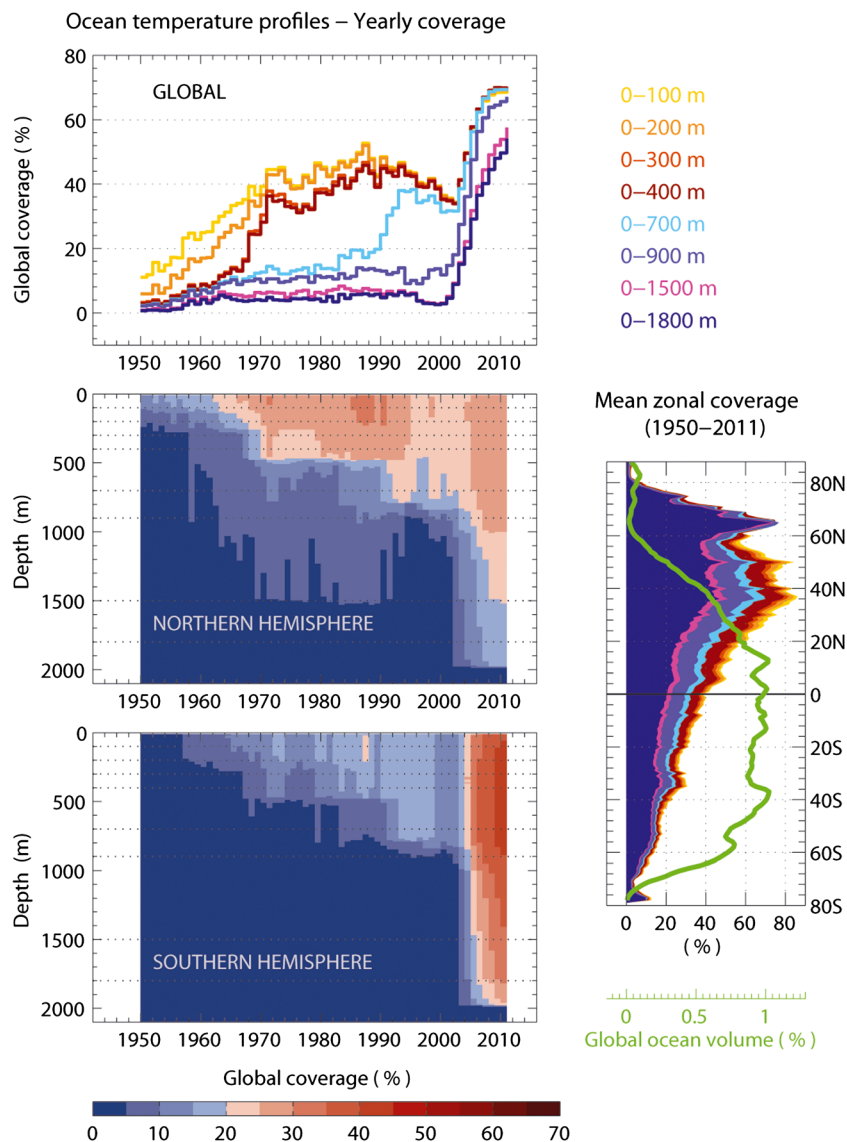 Ocean temperature profiles – Yearly coverage
80
60
40
20
0
Global coverage ( % )
GLOBAL
1950 1960 1970 1980 1990 2000 2010
0–100 m
0–200 m
0–300 m
0–400 m
0–700 m
0–900 m
0–1500 m
0–1800 m
0
500
1000
1500
2000
Depth (m)
NORTHERN HEMISPHERE
1950 1960 1970 1980 1990 2000 2010
0
500
1000
1500
2000
Depth (m)
SOUTHERN HEMISPHERE
1950 1960 1970 1980 1990 2000 2010
Mean zonal coverage
(1950–2011)
80N
60N
40N
20N
0
20S
40S
60S
80S
0 20 40 60 80
( % )
0 0.5 1
Global ocean volume ( % )
Global coverage ( % )
0 10 20 30 40 50 60 70